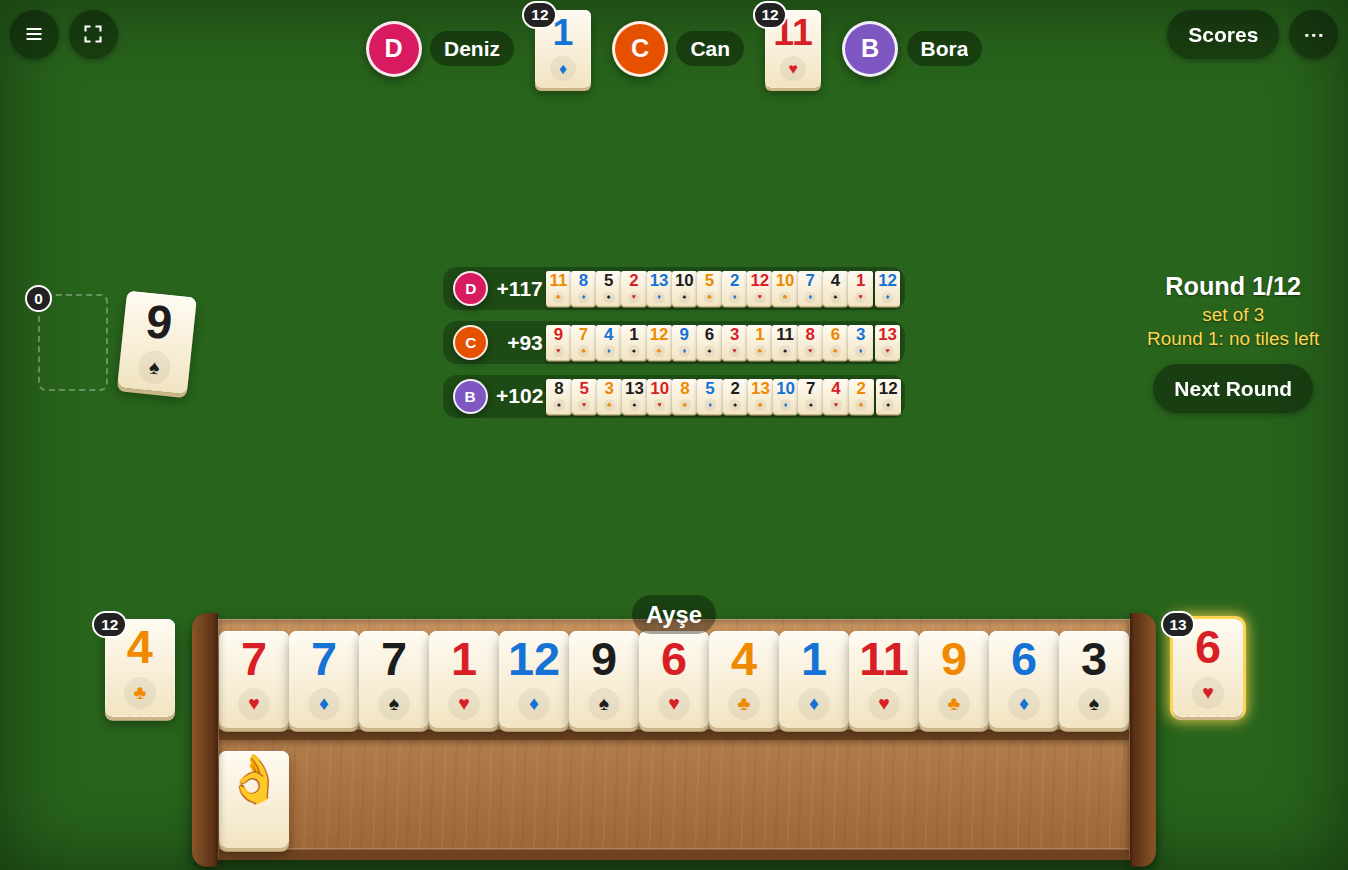 D Deniz 12 1 C Can 12 11 B Bora
Scores
0 9
D +117 11 8 5 2 13 10 5 2 12 10 7 4 1 12
C +93 9 7 4 1 12 9 6 3 1 11 8 6 3 13
B +102 8 5 3 13 10 8 5 2 13 10 7 4 2 12
Round 1/12
set of 3
Round 1: no tiles left
Next Round
Ayşe
12 4
7 7 7 1 12 9 6 4 1 11 9 6 3
13 6